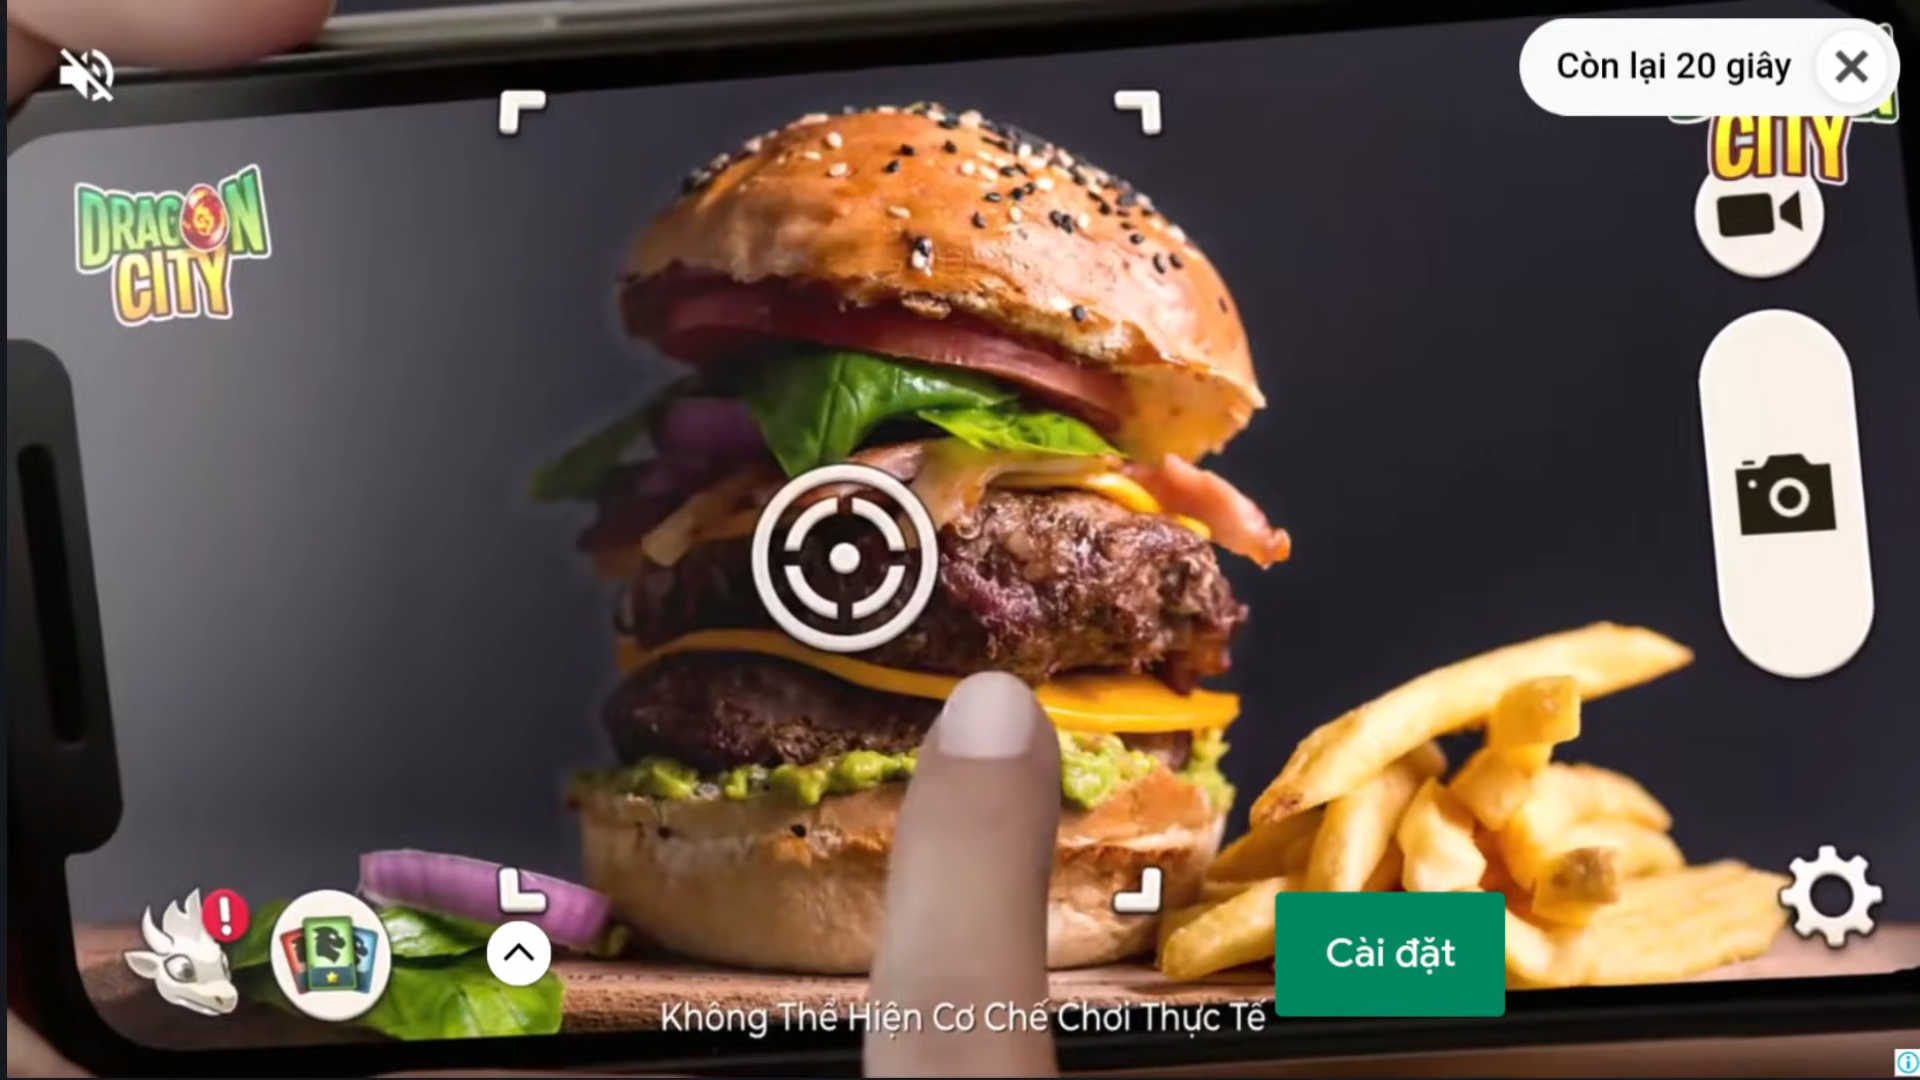 Còn lại 20 giây
DRAGON
CITY
CITY
Cài đặt
Không Thể Hiện Cơ Chế Chơi Thực Tế